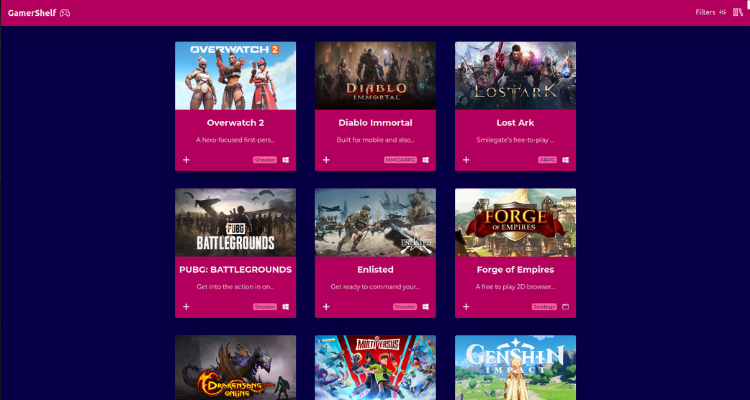 GamerShelf
Filters
OVERWATCH 2
DIABLO
IMMORTAL
LOST ARK
Overwatch 2
Diablo Immortal
Lost Ark
A hero-focused first-pers...
Built for mobile and also...
Smilegate's free-to-play ...
+ Shooter
+ MMOARPG
+ ARPG
PUBG
BATTLEGROUNDS
ENLISTED
FORGE
OF EMPIRES
PUBG: BATTLEGROUNDS
Enlisted
Forge of Empires
Get into the action in on...
Get ready to command your...
A free to play 2D browser...
+ Shooter
+ Shooter
+ Strategy
DRAKENSANG
ONLINE
MULTIVERSUS
GENSHIN
IMPACT